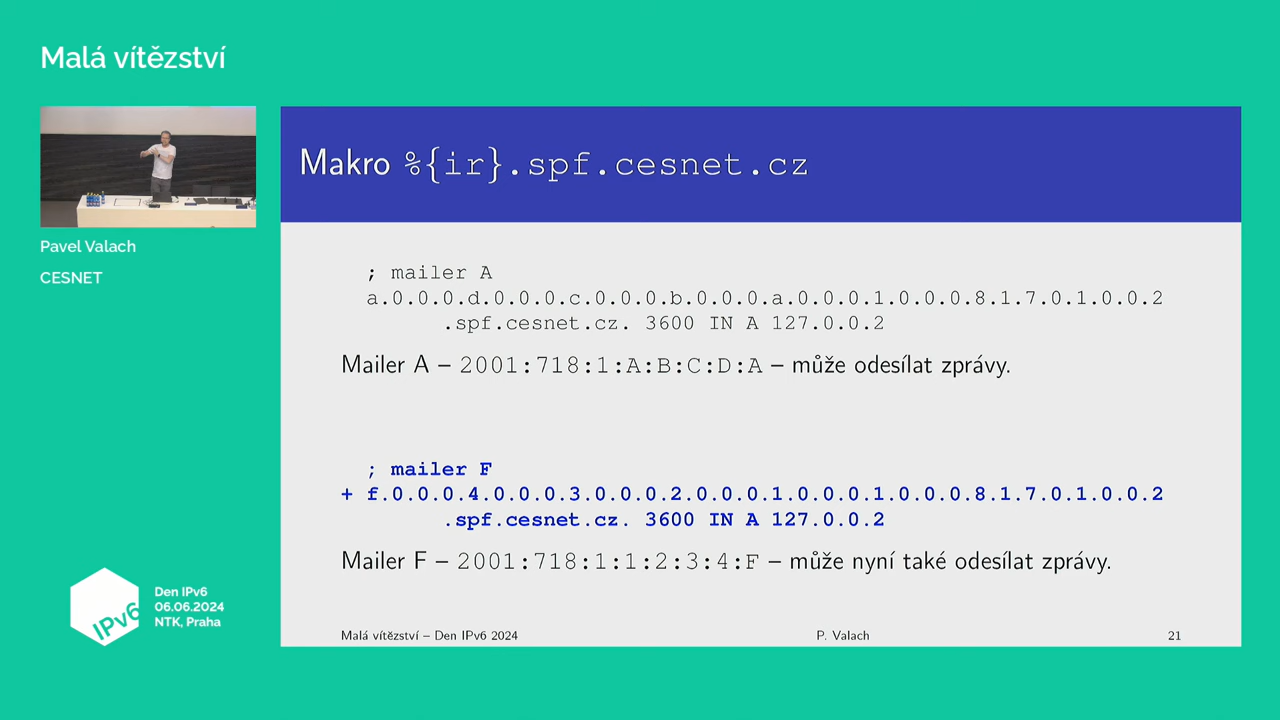 Malá vítězství
Pavel Valach
CESNET
Makro %{ir}.spf.cesnet.cz
; mailer A
a.0.0.0.d.0.0.0.c.0.0.0.b.0.0.0.a.0.0.0.1.0.0.0.8.1.7.0.1.0.0.2
.spf.cesnet.cz. 3600 IN A 127.0.0.2
Mailer A – 2001:718:1:A:B:C:D:A – může odesílat zprávy.
; mailer F
+ f.0.0.0.4.0.0.0.3.0.0.0.2.0.0.0.1.0.0.0.1.0.0.0.8.1.7.0.1.0.0.2
.spf.cesnet.cz. 3600 IN A 127.0.0.2
Mailer F – 2001:718:1:1:2:3:4:F – může nyní také odesílat zprávy.
Malá vítězství – Den IPv6 2024
P. Valach
21
IPv6
Den IPv6
06.06.2024
NTK, Praha